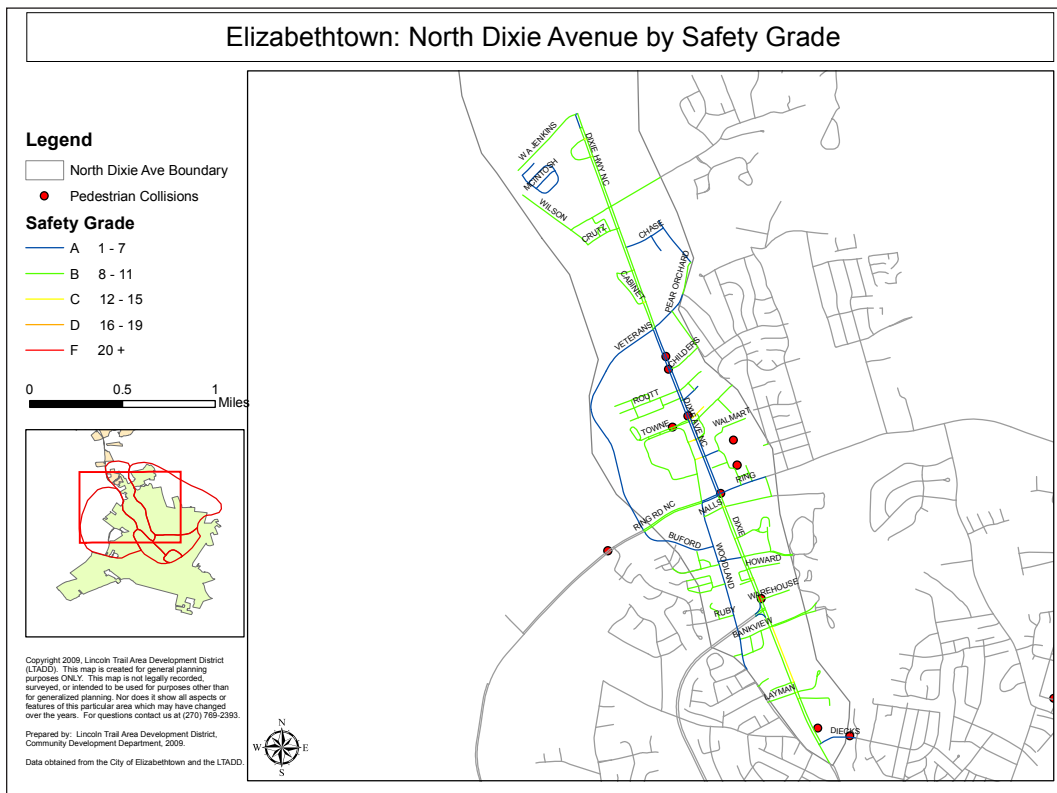 Elizabethtown: North Dixie Avenue by Safety Grade
Legend
North Dixie Ave Boundary
Pedestrian Collisions
Safety Grade
A 1 - 7
B 8 - 11
C 12 - 15
D 16 - 19
F 20 +
0 0.5 1
Miles
Copyright 2009, Lincoln Trail Area Development District
(LTADD). This map is created for general planning
purposes ONLY. This map is not legally recorded,
surveyed, or intended to be used for purposes other than
for generalized planning. Nor does it show all aspects or
features of this particular area which may have changed
over the years. For questions contact us at (270) 769-2393.
Prepared by: Lincoln Trail Area Development District,
Community Development Department, 2009.
Data obtained from the City of Elizabethtown and the LTADD.
N
W E
S
W A JENKINS
DIXIE HWY NC
MCINTOSH
WILSON
CRUTZ
CHASE
CABINET
PEAR ORCHARD
VETERANS
CHILDERS
ROUTT
DIXIE AVE NC
WALMART
TOWNE
RING
RING RD NC
NALLS
DIXIE
BUFORD
WOODLAND
HOWARD
WAREHOUSE
RUBY
BANKVIEW
LAYMAN
DIECKS